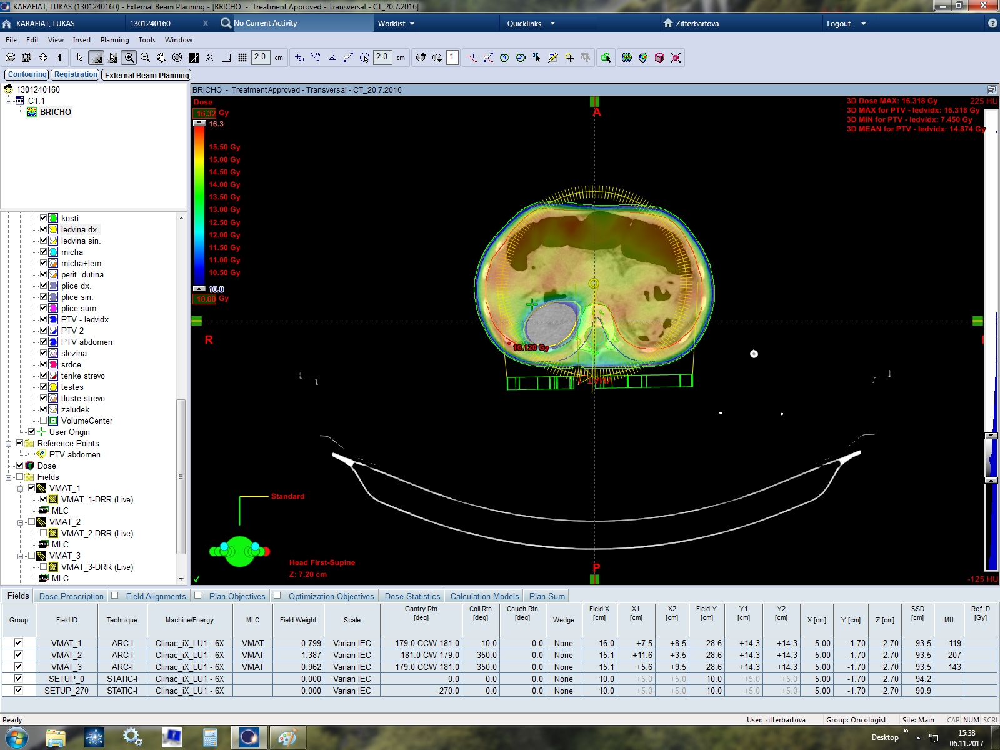 KARAFIAT, LUKAS (1301240160) - External Beam Planning - [BRICHO - Treatment Approved - Transversal - CT_20.7.2016]
KARAFIAT, LUKAS 1301240160 x No Current Activity Worklist Quicklinks Zitterbartova Logout ?
File Edit View Insert Planning Tools Window
2.0 cm 2.0 cm 1
Contouring Registration External Beam Planning
1301240160
C1.1
BRICHO
kosti
ledvina dx.
ledvina sin.
micha
micha+lem
perit. dutina
plice dx.
plice sin.
plice sum
PTV - ledvidx
PTV 2
PTV abdomen
slezina
srdce
tenke strevo
testes
tluste strevo
zaludek
VolumeCenter
User Origin
Reference Points
PTV abdomen
Dose
Fields
VMAT_1
VMAT_1-DRR (Live)
MLC
VMAT_2
VMAT_2-DRR (Live)
MLC
VMAT_3
VMAT_3-DRR (Live)
MLC
BRICHO - Treatment Approved - Transversal - CT_20.7.2016
Dose
16.32 Gy
16.3
15.50 Gy
15.00 Gy
14.50 Gy
14.00 Gy
13.50 Gy
13.00 Gy
12.50 Gy
12.00 Gy
11.50 Gy
11.00 Gy
10.50 Gy
10.0
10.00 Gy
3D Dose MAX: 16.318 Gy
3D MAX for PTV - ledvidx: 16.318 Gy
3D MIN for PTV - ledvidx: 7.450 Gy
3D MEAN for PTV - ledvidx: 14.874 Gy
225 HU
A
R
16.120 Gy
P
Standard
Head First-Supine
Z: 7.20 cm
-125 HU
Fields Dose Prescription Field Alignments Plan Objectives Optimization Objectives Dose Statistics Calculation Models Plan Sum
Group Field ID Technique Machine/Energy MLC Field Weight Scale Gantry Rtn [deg] Coll Rtn [deg] Couch Rtn [deg] Wedge Field X [cm] X1 [cm] X2 [cm] Field Y [cm] Y1 [cm] Y2 [cm] X [cm] Y [cm] Z [cm] SSD [cm] MU Ref. D [Gy]
VMAT_1 ARC-I Clinac_iX_LU1 - 6X VMAT 0.799 Varian IEC 179.0 CCW 181.0 10.0 0.0 None 16.0 +7.5 +8.5 28.6 +14.3 +14.3 5.00 -1.70 2.70 93.5 119
VMAT_2 ARC-I Clinac_iX_LU1 - 6X VMAT 1.387 Varian IEC 181.0 CW 179.0 350.0 0.0 None 15.1 +11.6 +3.5 28.6 +14.3 +14.3 5.00 -1.70 2.70 93.5 207
VMAT_3 ARC-I Clinac_iX_LU1 - 6X VMAT 0.962 Varian IEC 179.0 CCW 181.0 350.0 0.0 None 15.1 +5.6 +9.5 28.6 +14.3 +14.3 5.00 -1.70 2.70 93.5 143
SETUP_0 STATIC-I Clinac_iX_LU1 - 6X 0.000 Varian IEC 0.0 0.0 0.0 None 10.0 +5.0 +5.0 10.0 +5.0 +5.0 5.00 -1.70 2.70 94.2
SETUP_270 STATIC-I Clinac_iX_LU1 - 6X 0.000 Varian IEC 270.0 0.0 0.0 None 10.0 +5.0 +5.0 10.0 +5.0 +5.0 5.00 -1.70 2.70 90.9
Ready User: zitterbartova Group: Oncologist Site: Main CAP NUM SCRL
Desktop » 15:38
06.11.2017